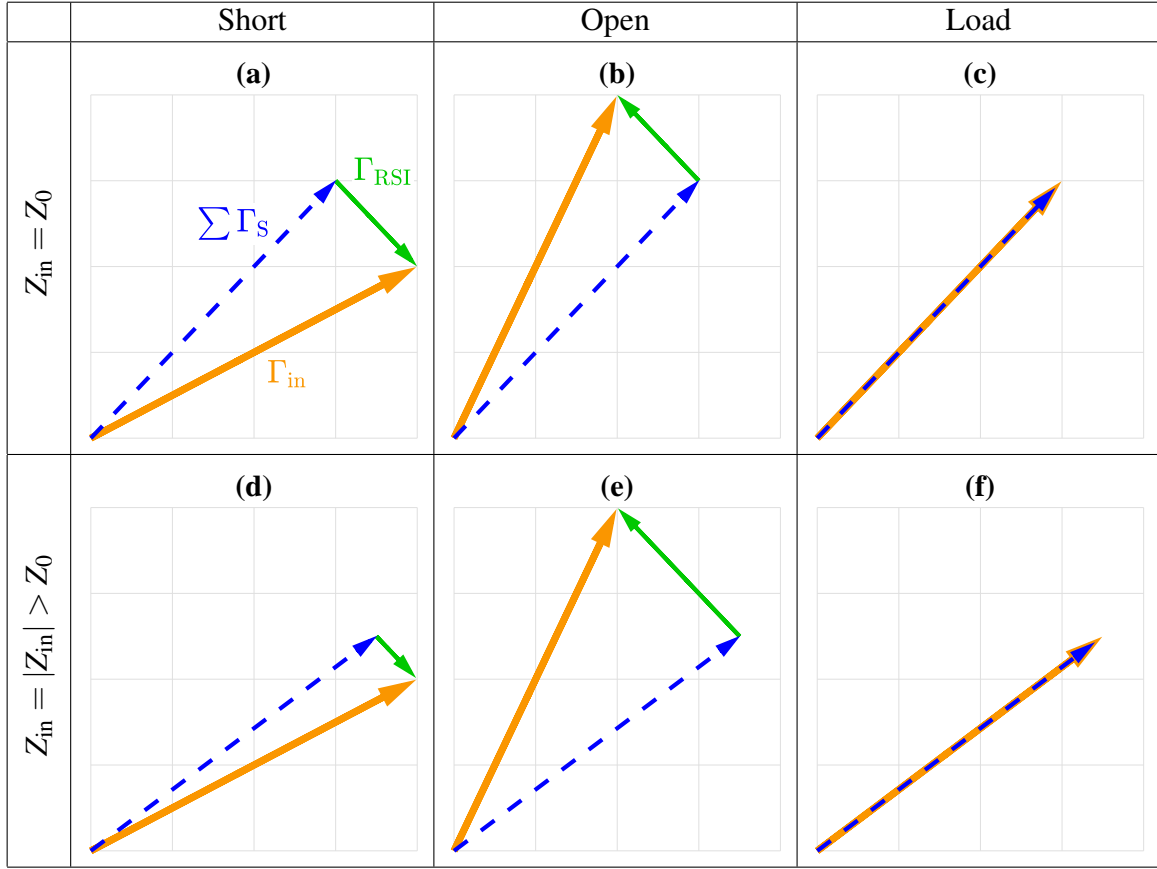 Short Open Load
(a) (b) (c)
Γ_RSI
∑ Γ_S
Γ_in
Z_in = Z_0
(d) (e) (f)
Z_in = |Z_in| > Z_0